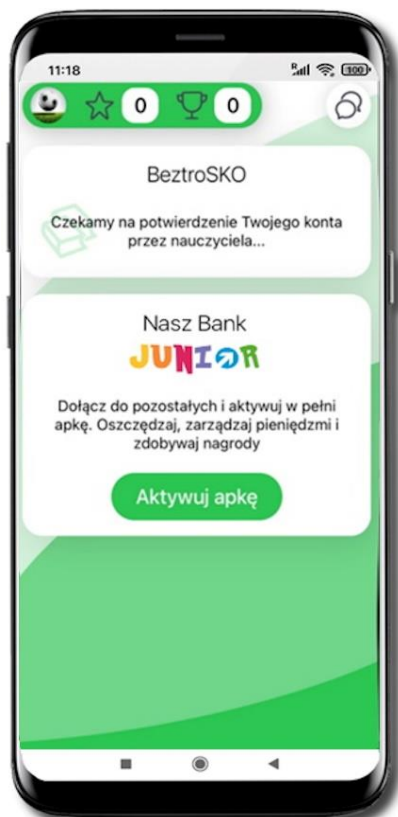 11:18
R
100
0
0
BeztroSKO
Czekamy na potwierdzenie Twojego konta
przez nauczyciela...
Nasz Bank
JUNIOR
Dołącz do pozostałych i aktywuj w pełni
apkę. Oszczędzaj, zarządzaj pieniędzmi i
zdobywaj nagrody
Aktywuj apkę